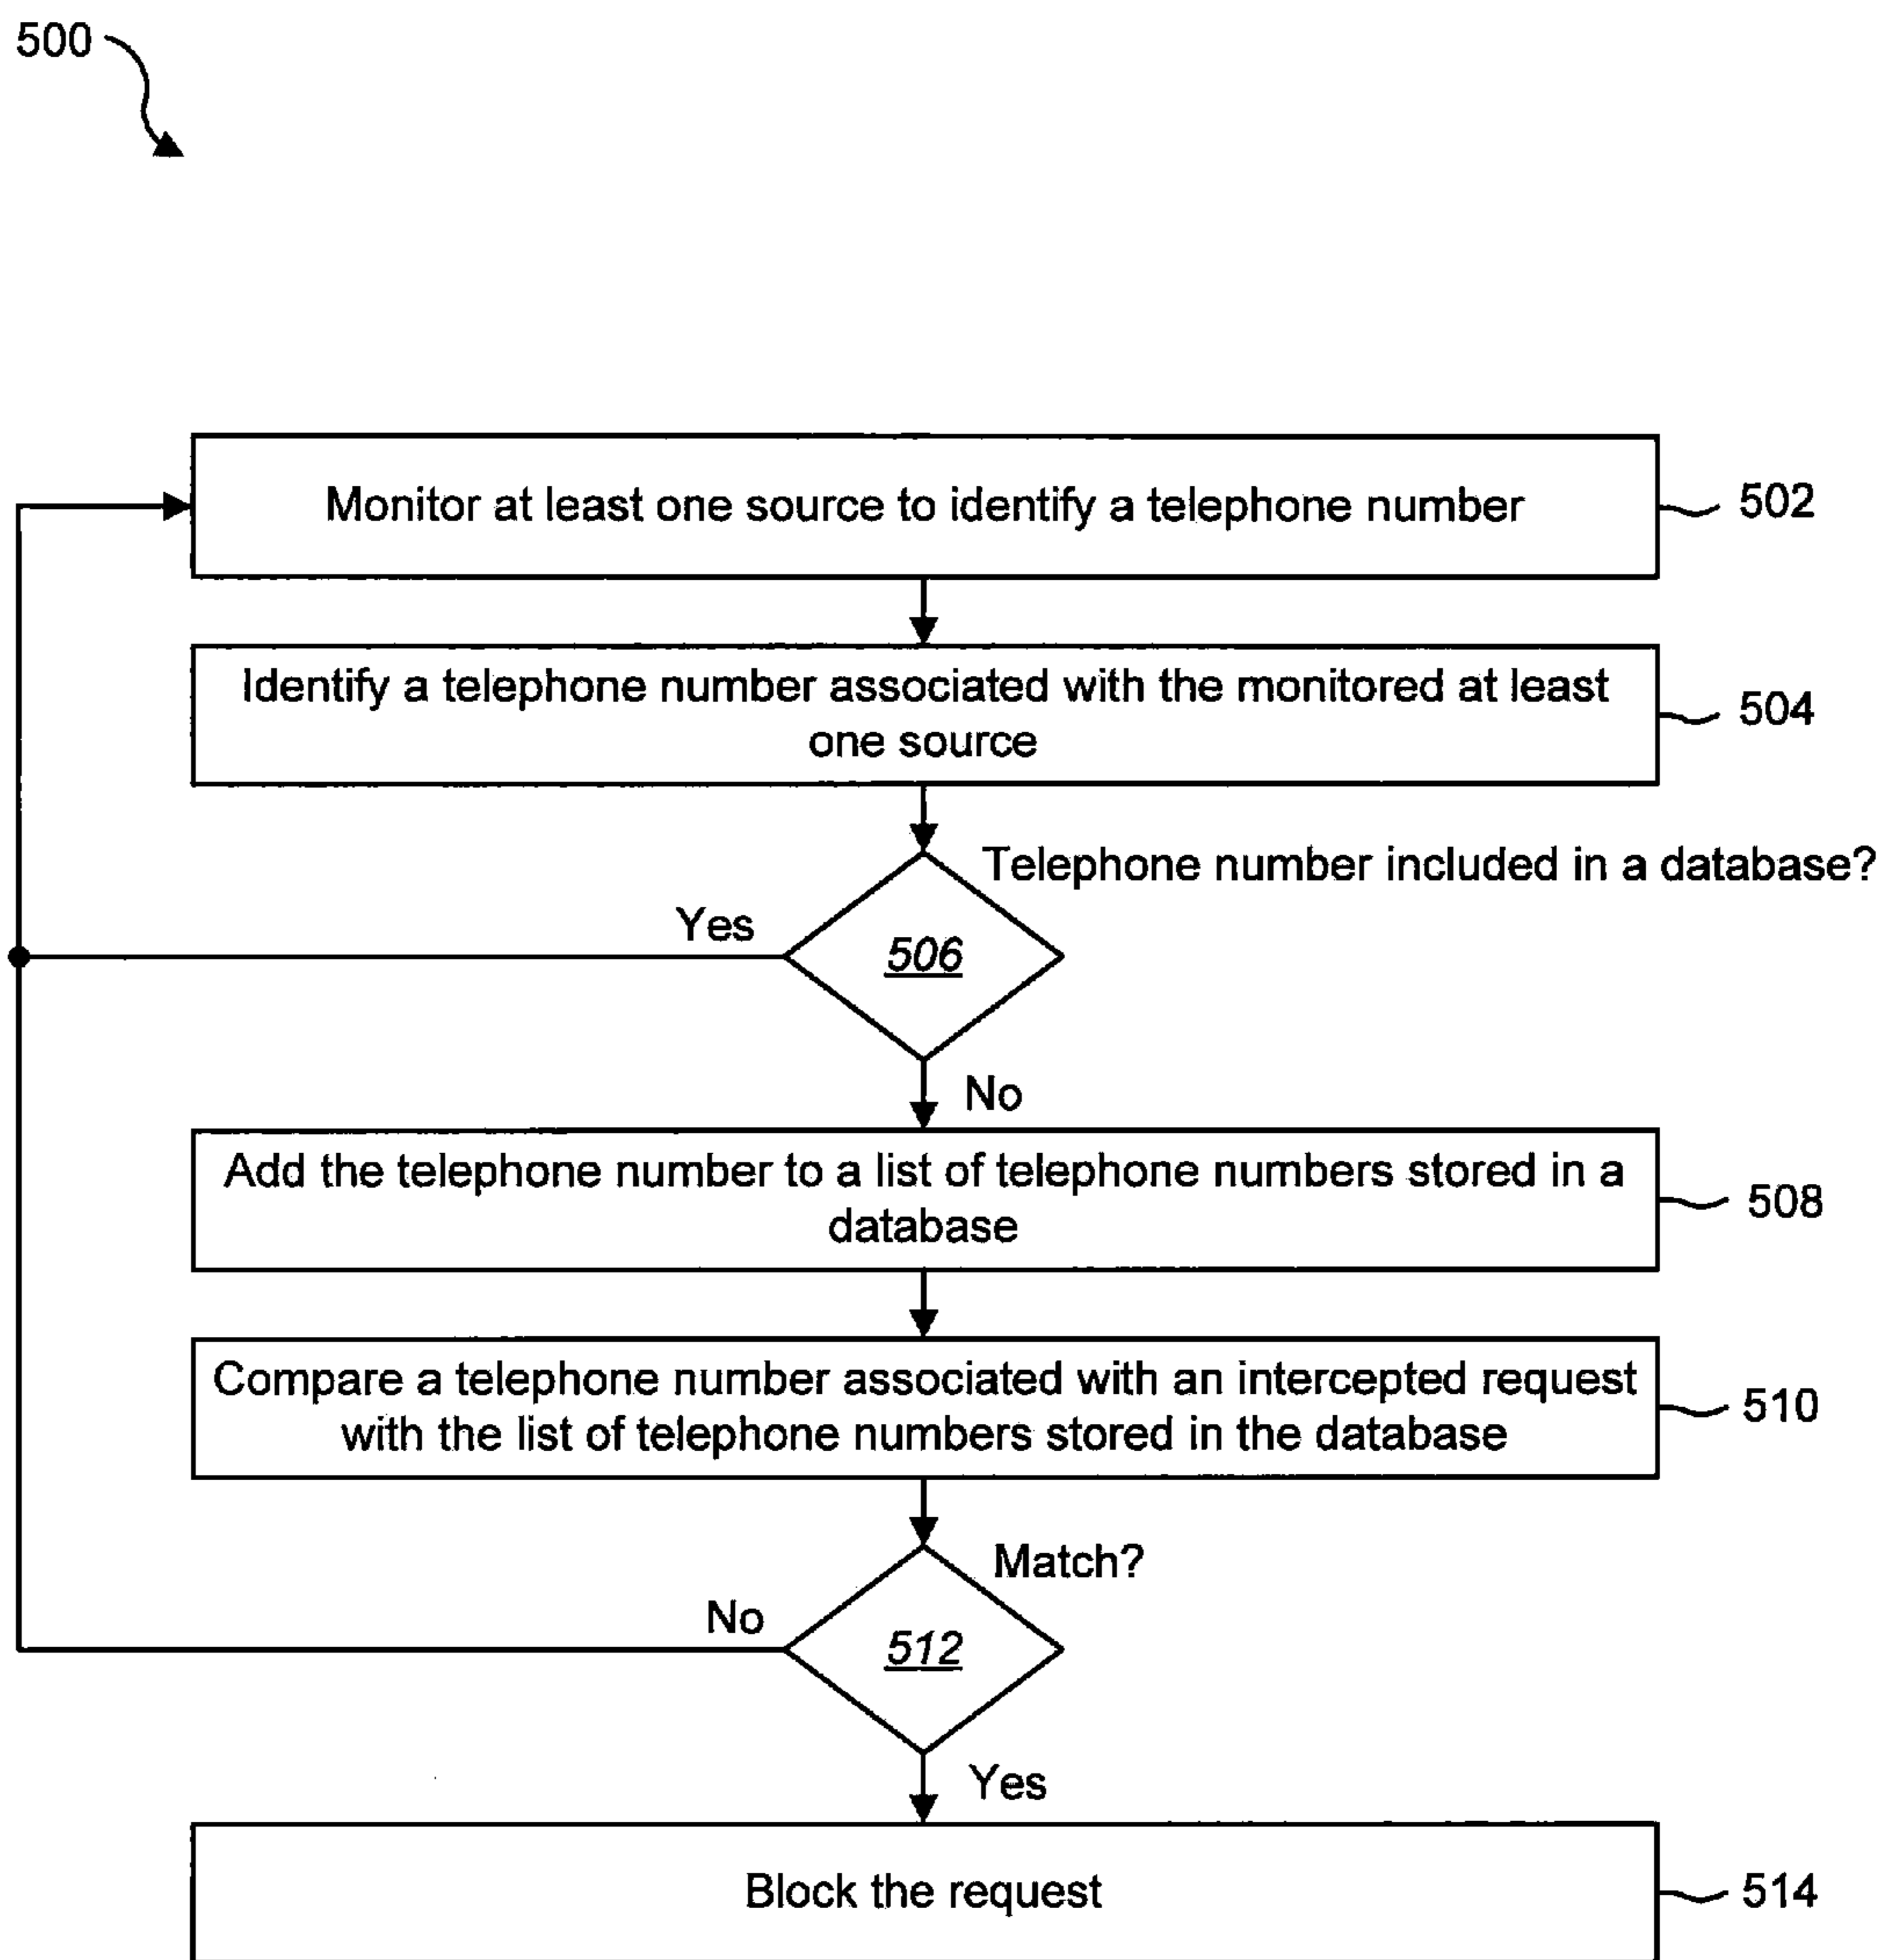 500
Monitor at least one source to identify a telephone number
502
Identify a telephone number associated with the monitored at least
one source
504
Telephone number included in a database?
Yes
506
No
Add the telephone number to a list of telephone numbers stored in a
database
508
Compare a telephone number associated with an intercepted request
with the list of telephone numbers stored in the database
510
Match?
No
512
Yes
Block the request
514